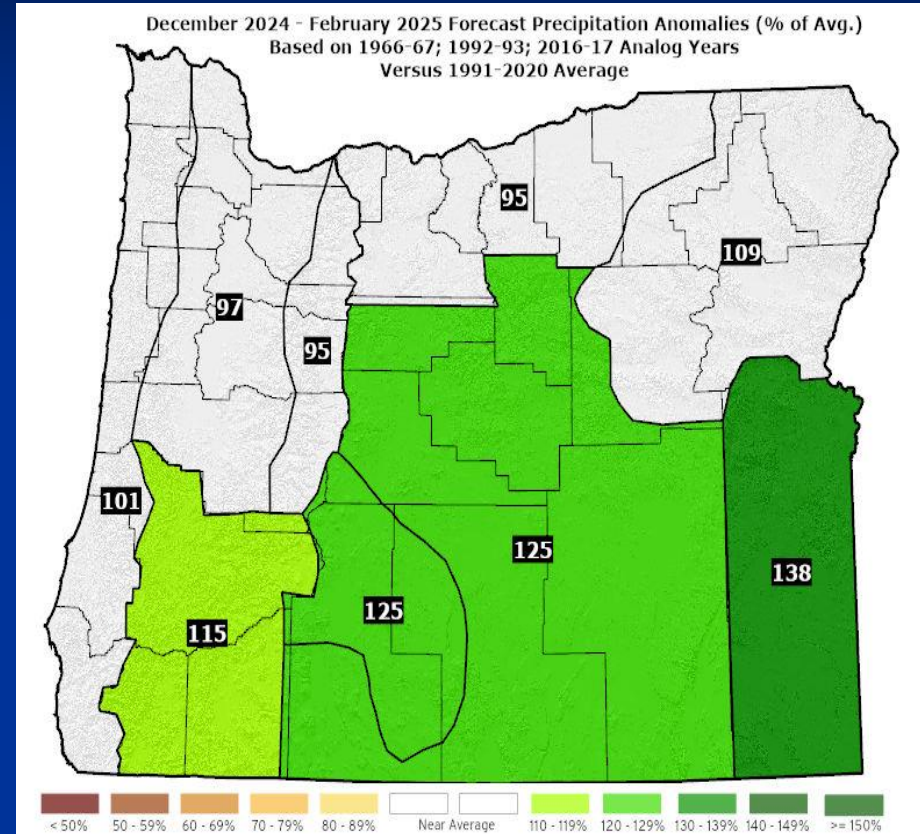 December 2024 - February 2025 Forecast Precipitation Anomalies (% of Avg.)
Based on 1966-67; 1992-93; 2016-17 Analog Years
Versus 1991-2020 Average
95
109
97
95
101
125
138
125
115
< 50% 50 - 59% 60 - 69% 70 - 79% 80 - 89% Near Average 110 - 119% 120 - 129% 130 - 139% 140 - 149% >= 150%